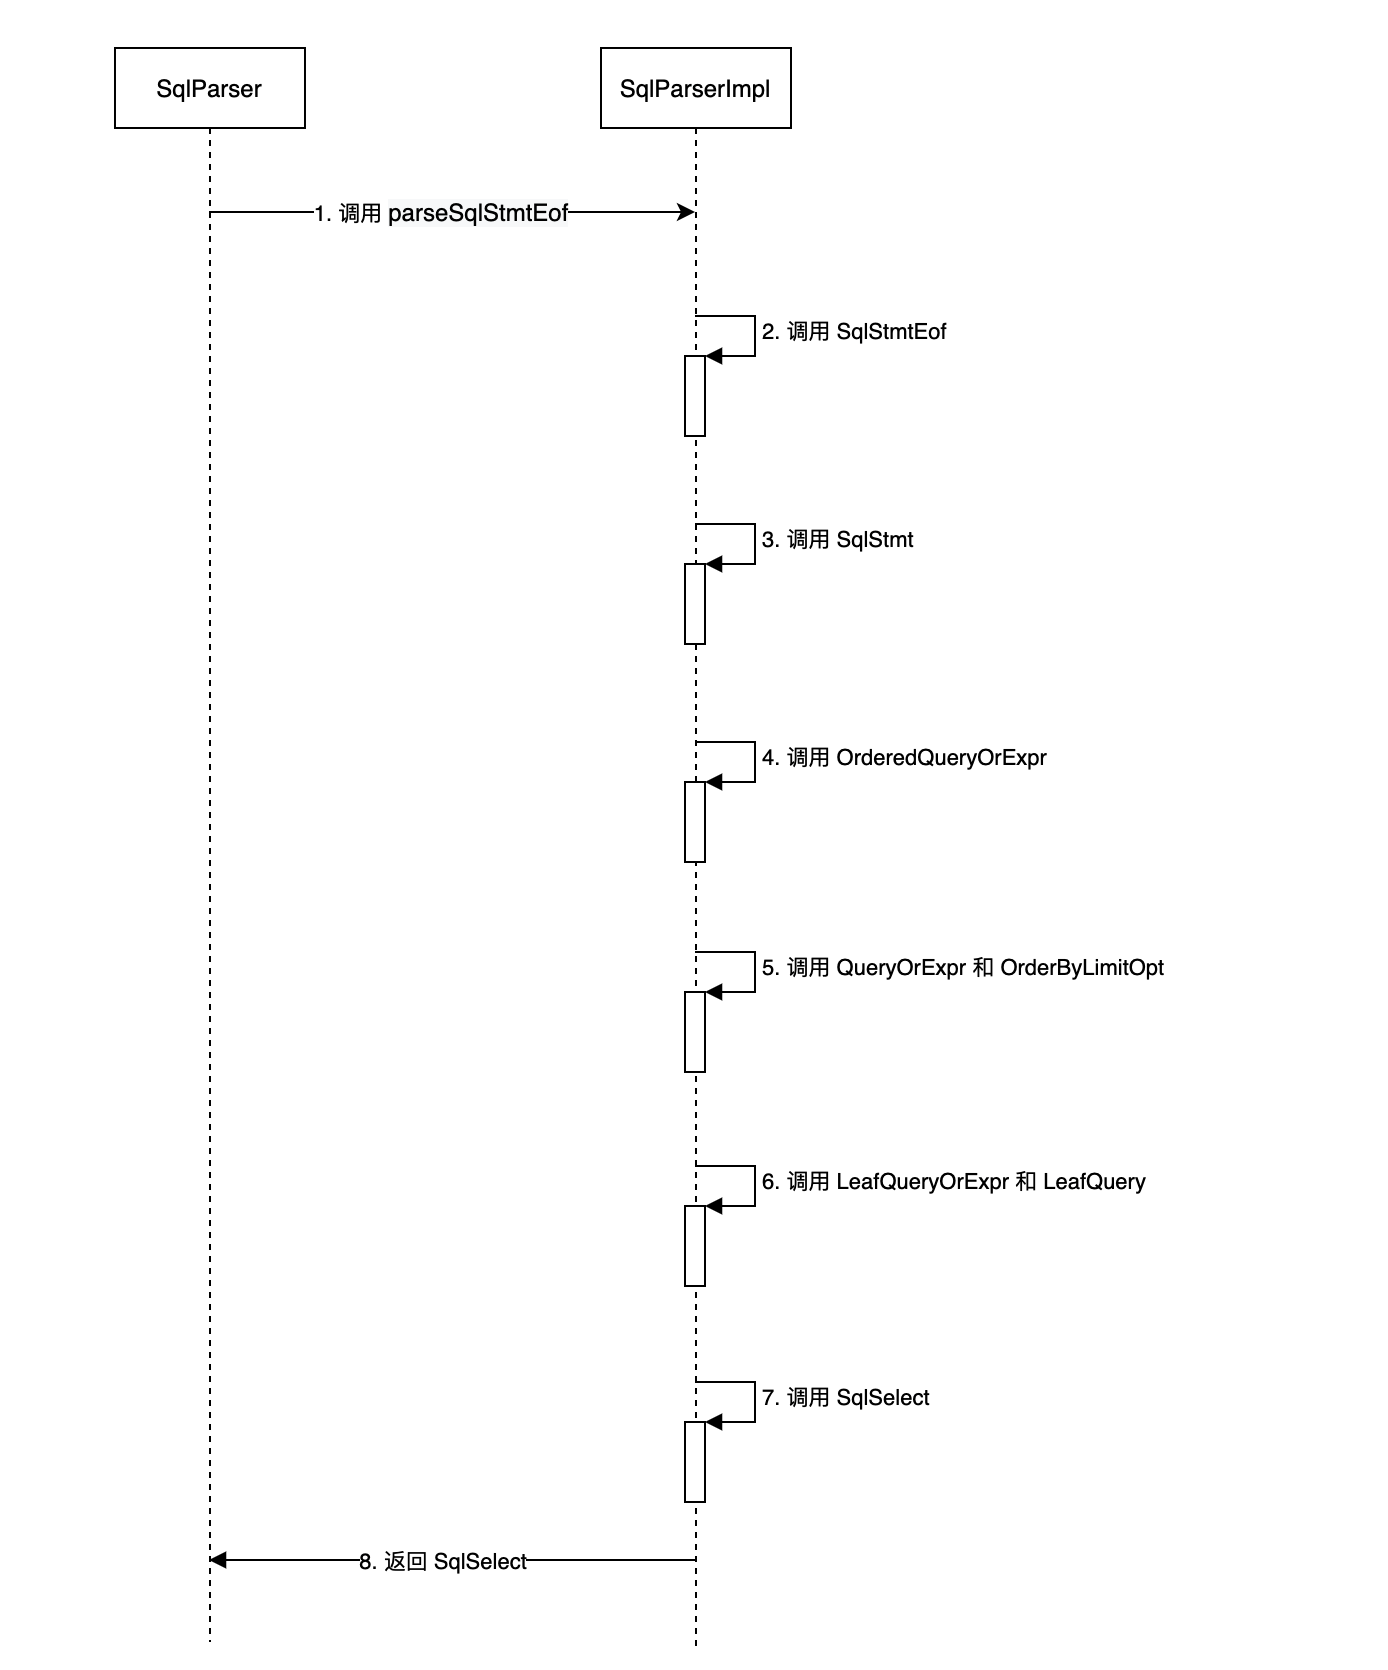 SqlParser
SqlParserImpl
1. 调用 parseSqlStmtEof
2. 调用 SqlStmtEof
3. 调用 SqlStmt
4. 调用 OrderedQueryOrExpr
5. 调用 QueryOrExpr 和 OrderByLimitOpt
6. 调用 LeafQueryOrExpr 和 LeafQuery
7. 调用 SqlSelect
8. 返回 SqlSelect